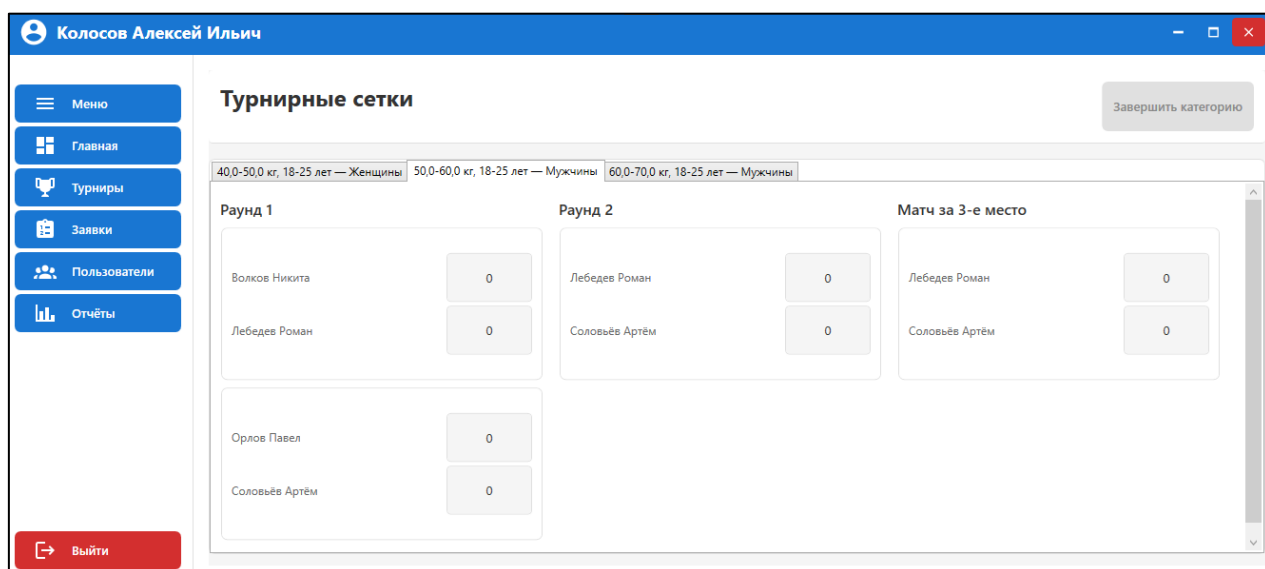 Колосов Алексей Ильич
Меню
Главная
Турниры
Заявки
Пользователи
Отчёты
Выйти
Турнирные сетки
Завершить категорию
40,0-50,0 кг, 18-25 лет — Женщины 50,0-60,0 кг, 18-25 лет — Мужчины 60,0-70,0 кг, 18-25 лет — Мужчины
Раунд 1
Волков Никита 0
Лебедев Роман 0
Орлов Павел 0
Соловьёв Артём 0
Раунд 2
Лебедев Роман 0
Соловьёв Артём 0
Матч за 3-е место
Лебедев Роман 0
Соловьёв Артём 0